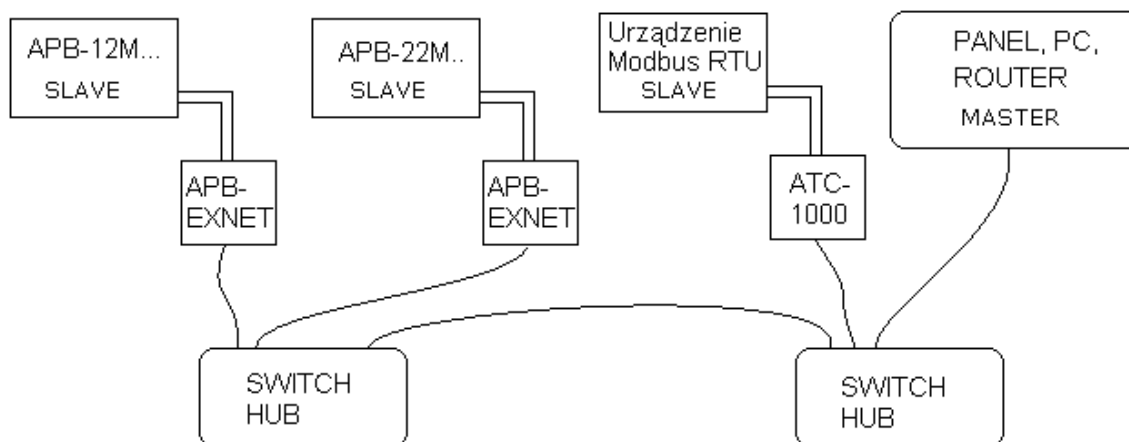 APB-12M...
SLAVE
APB-22M..
SLAVE
Urządzenie
Modbus RTU
SLAVE
PANEL, PC,
ROUTER
MASTER
APB-
EXNET
APB-
EXNET
ATC-
1000
SWITCH
HUB
SWITCH
HUB